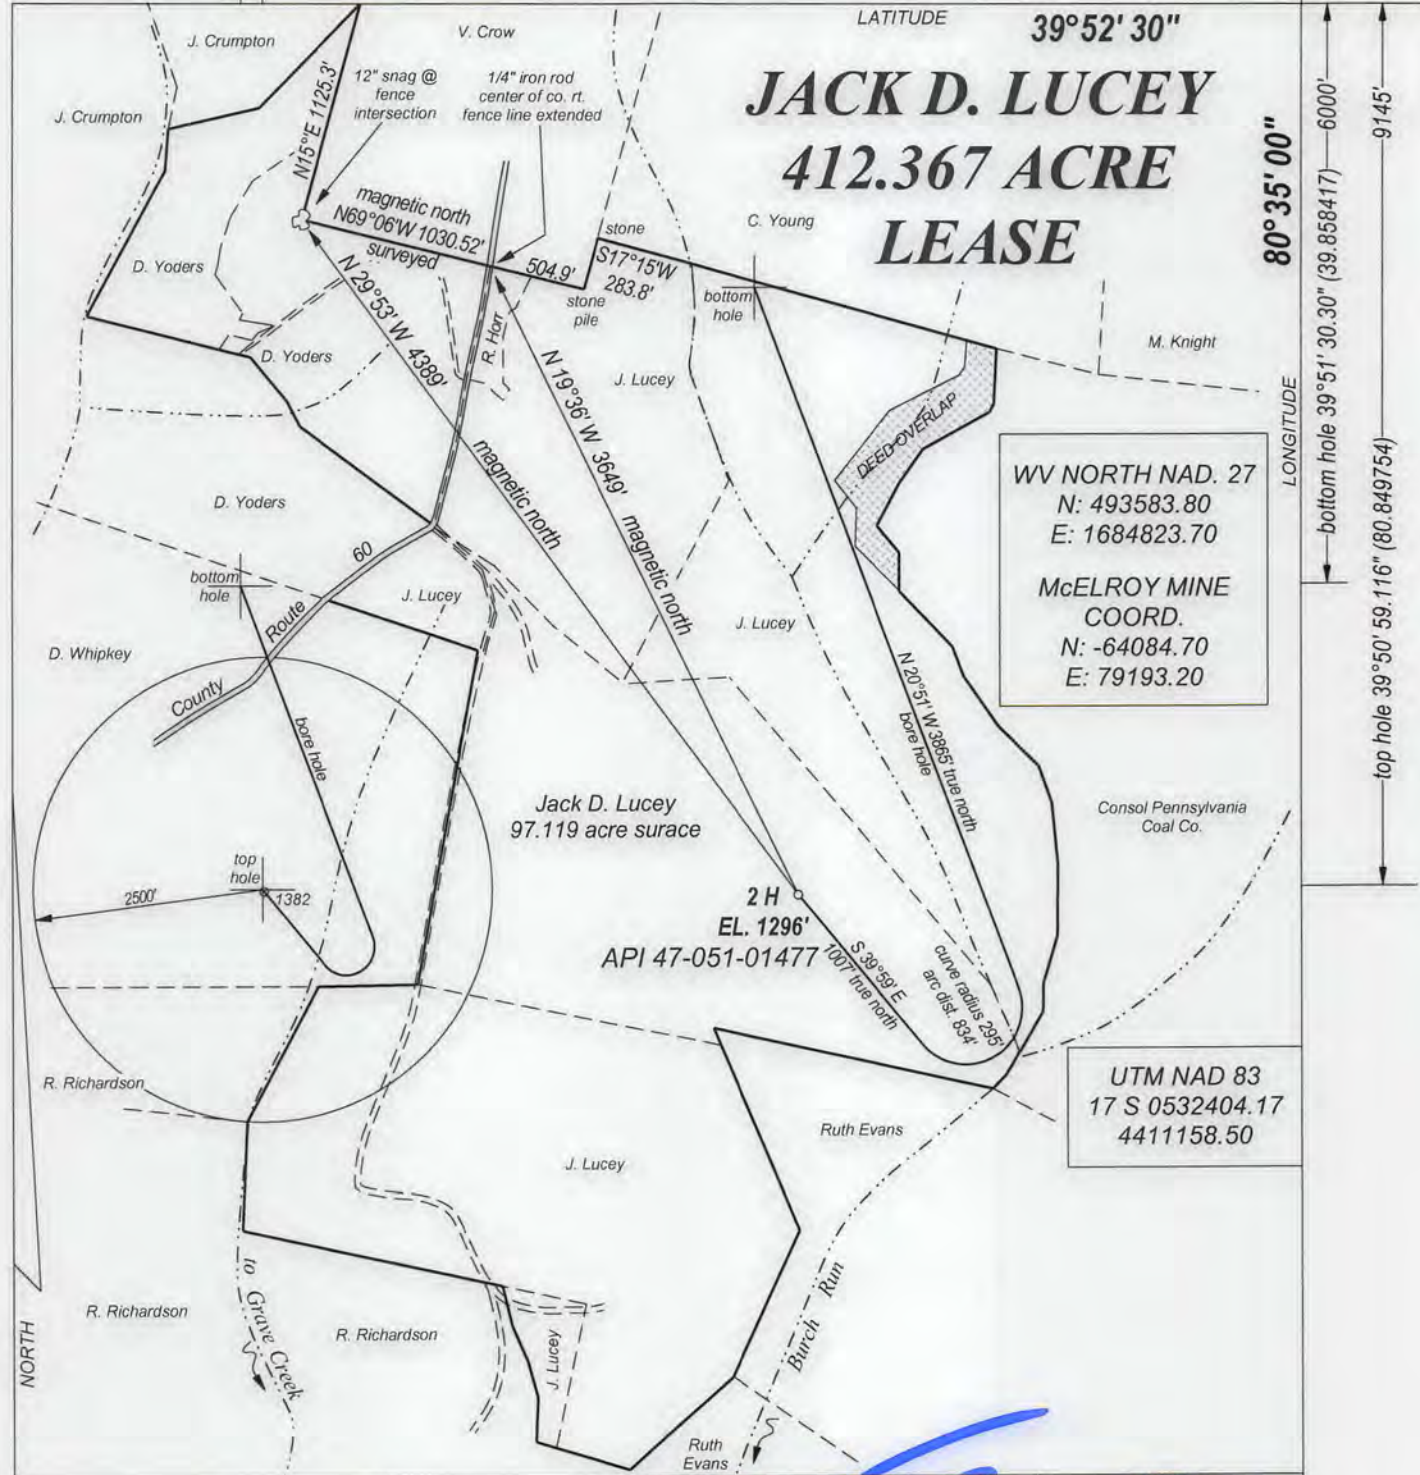 LATITUDE 39°52'30"
JACK D. LUCEY
412.367 ACRE
LEASE
80°35'00"
LONGITUDE
bottom hole 39°51'30.30" (39.858417) 6000'
top hole 39°50'59.116" (80.849754) 9145'
J. Crumpton
V. Crow
J. Crumpton
12" snag @
fence
intersection
1/4" iron rod
center of co. rt.
fence line extended
N15°E 1125.3'
magnetic north
N69°06'W 1030.52'
surveyed
504.9'
stone
S17°15'W
283.8'
stone
pile
C. Young
bottom
hole
M. Knight
D. Yoders
D. Yoders
R. Horr
J. Lucey
N 29°53' W 4389'
magnetic north
N 19°36' W 3649'
magnetic north
DEED OVERLAP
WV NORTH NAD. 27
N: 493583.80
E: 1684823.70
McELROY MINE
COORD.
N: -64084.70
E: 79193.20
D. Yoders
bottom
hole
County Route 60
J. Lucey
J. Lucey
D. Whipkey
bore hole
N 20°51' W 3865' true north
bore hole
Jack D. Lucey
97.119 acre surace
Consol Pennsylvania
Coal Co.
top
hole
1382
2500'
2 H
EL. 1296'
API 47-051-01477
S 39°59' E
1007' true north
curve radius 295'
arc dist. 834'
R. Richardson
UTM NAD 83
17 S 0532404.17
4411158.50
Ruth Evans
J. Lucey
to Grave Creek
R. Richardson
R. Richardson
J. Lucey
Burch Run
Ruth
Evans
NORTH